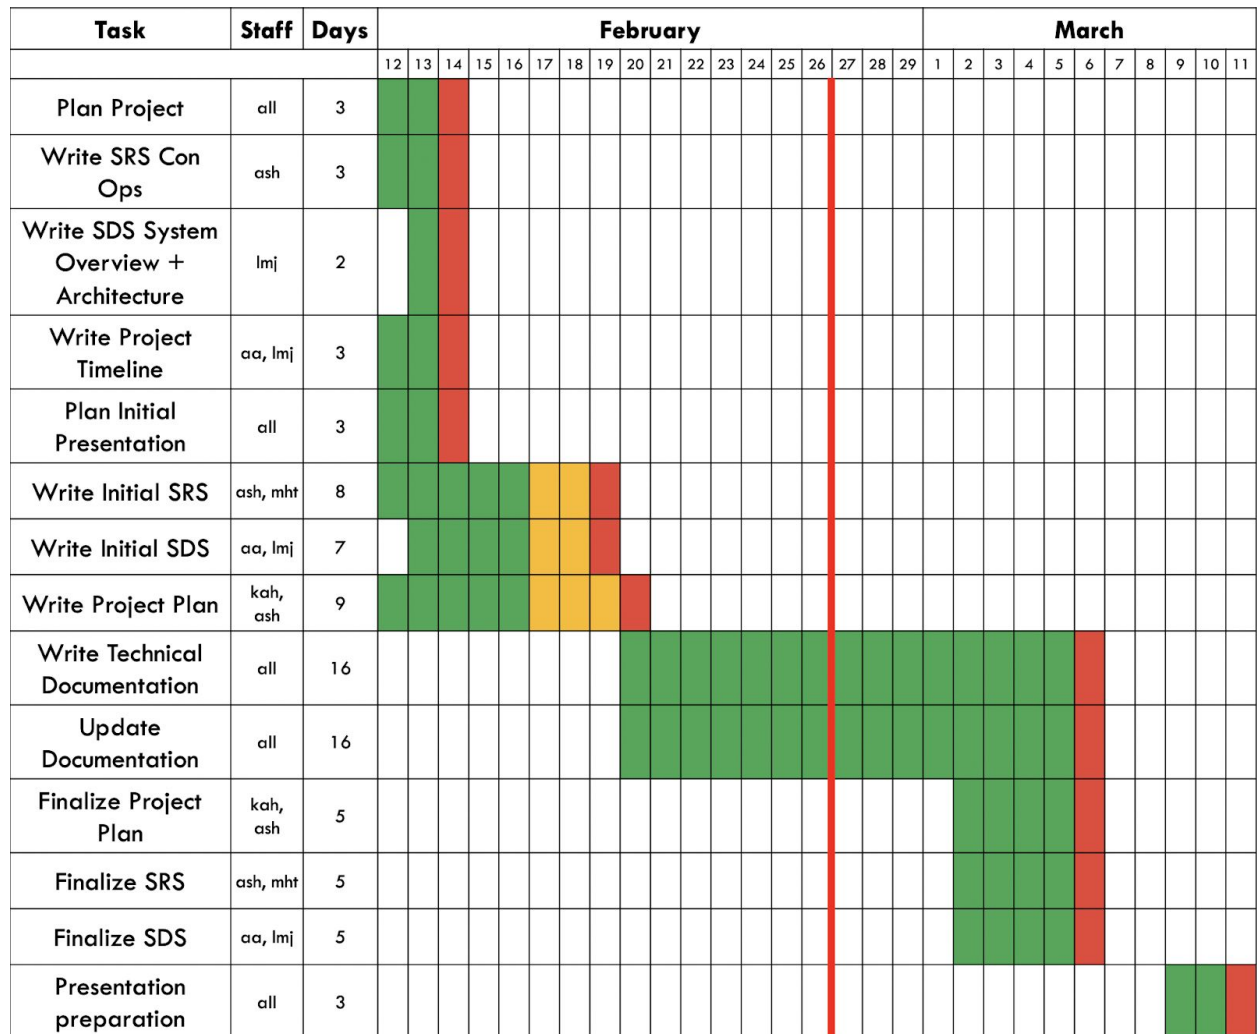 Task Staff Days February March
12 13 14 15 16 17 18 19 20 21 22 23 24 25 26 27 28 29 1 2 3 4 5 6 7 8 9 10 11
Plan Project all 3
Write SRS Con
Ops
ash 3
Write SDS System
Overview +
Architecture
lmj 2
Write Project
Timeline
aa, lmj 3
Plan Initial
Presentation
all 3
Write Initial SRS ash, mht 8
Write Initial SDS aa, lmj 7
Write Project Plan
kah,
ash
9
Write Technical
Documentation
all 16
Update
Documentation
all 16
Finalize Project
Plan
kah,
ash
5
Finalize SRS ash, mht 5
Finalize SDS aa, lmj 5
Presentation
preparation
all 3